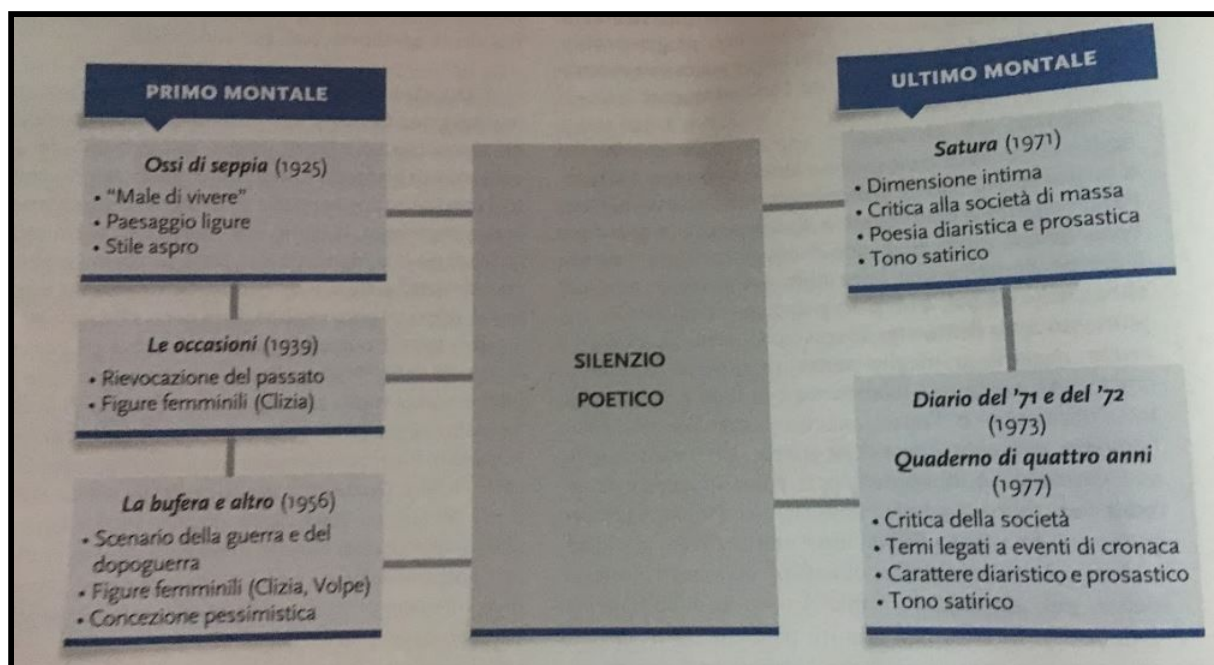 PRIMO MONTALE
Ossi di seppia (1925)
• “Male di vivere”
• Paesaggio ligure
• Stile aspro
Le occasioni (1939)
• Rievocazione del passato
• Figure femminili (Clizia)
La bufera e altro (1956)
• Scenario della guerra e del
dopoguerra
• Figure femminili (Clizia, Volpe)
• Concezione pessimistica
SILENZIO
POETICO
ULTIMO MONTALE
Satura (1971)
• Dimensione intima
• Critica alla società di massa
• Poesia diaristica e prosastica
• Tono satirico
Diario del ’71 e del ’72
(1973)
Quaderno di quattro anni
(1977)
• Critica della società
• Temi legati a eventi di cronaca
• Carattere diaristico e prosastico
• Tono satirico